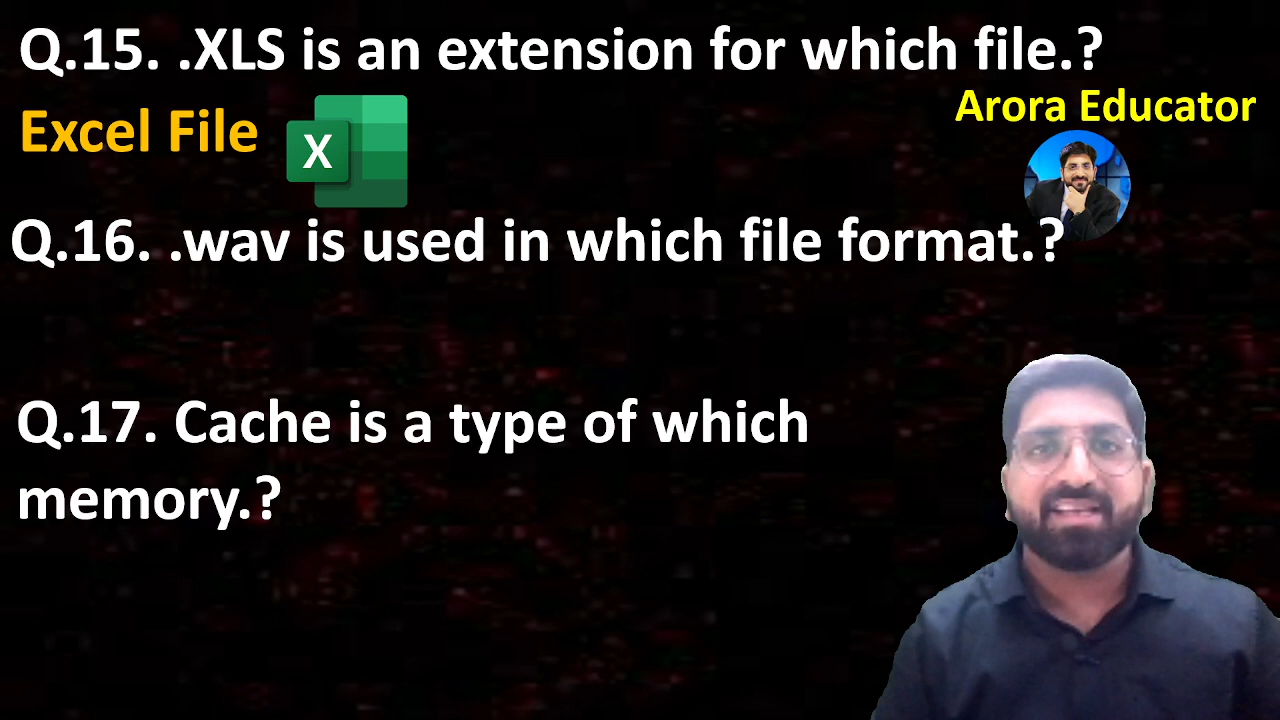 Q.15. .XLS is an extension for which file.?
Arora Educator
Excel File
X
Q.16. .wav is used in which file format.?
Q.17. Cache is a type of which
memory.?